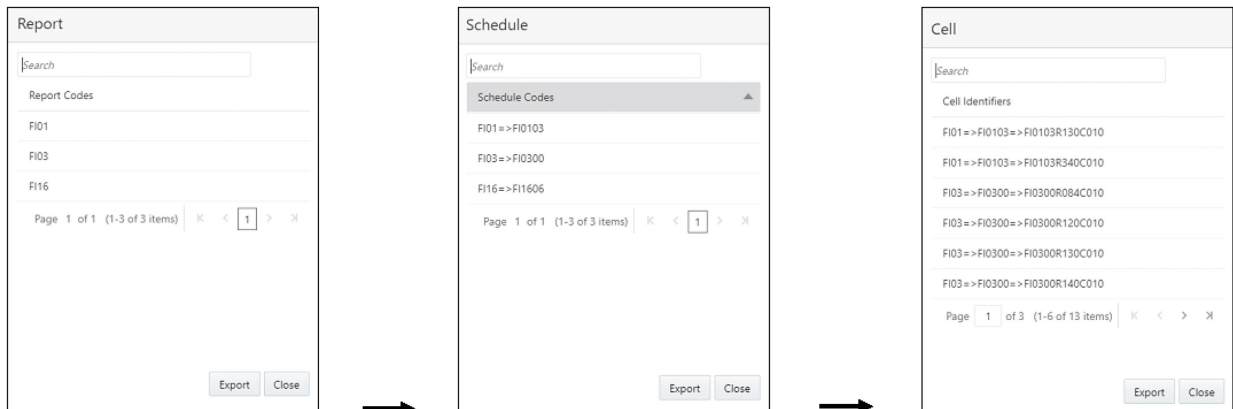 Report
Search
Report Codes
FI01
FI03
FI16
Page 1 of 1 (1-3 of 3 items) K < 1 > >|
Export Close
Schedule
Search
Schedule Codes
FI01=>FI0103
FI03=>FI0300
FI16=>FI1606
Page 1 of 1 (1-3 of 3 items) K < 1 > >|
Export Close
Cell
Search
Cell Identifiers
FI01=>FI0103=>FI0103R130C010
FI01=>FI0103=>FI0103R340C010
FI03=>FI0300=>FI0300R084C010
FI03=>FI0300=>FI0300R120C010
FI03=>FI0300=>FI0300R130C010
FI03=>FI0300=>FI0300R140C010
Page 1 of 3 (1-6 of 13 items) K < > >|
Export Close